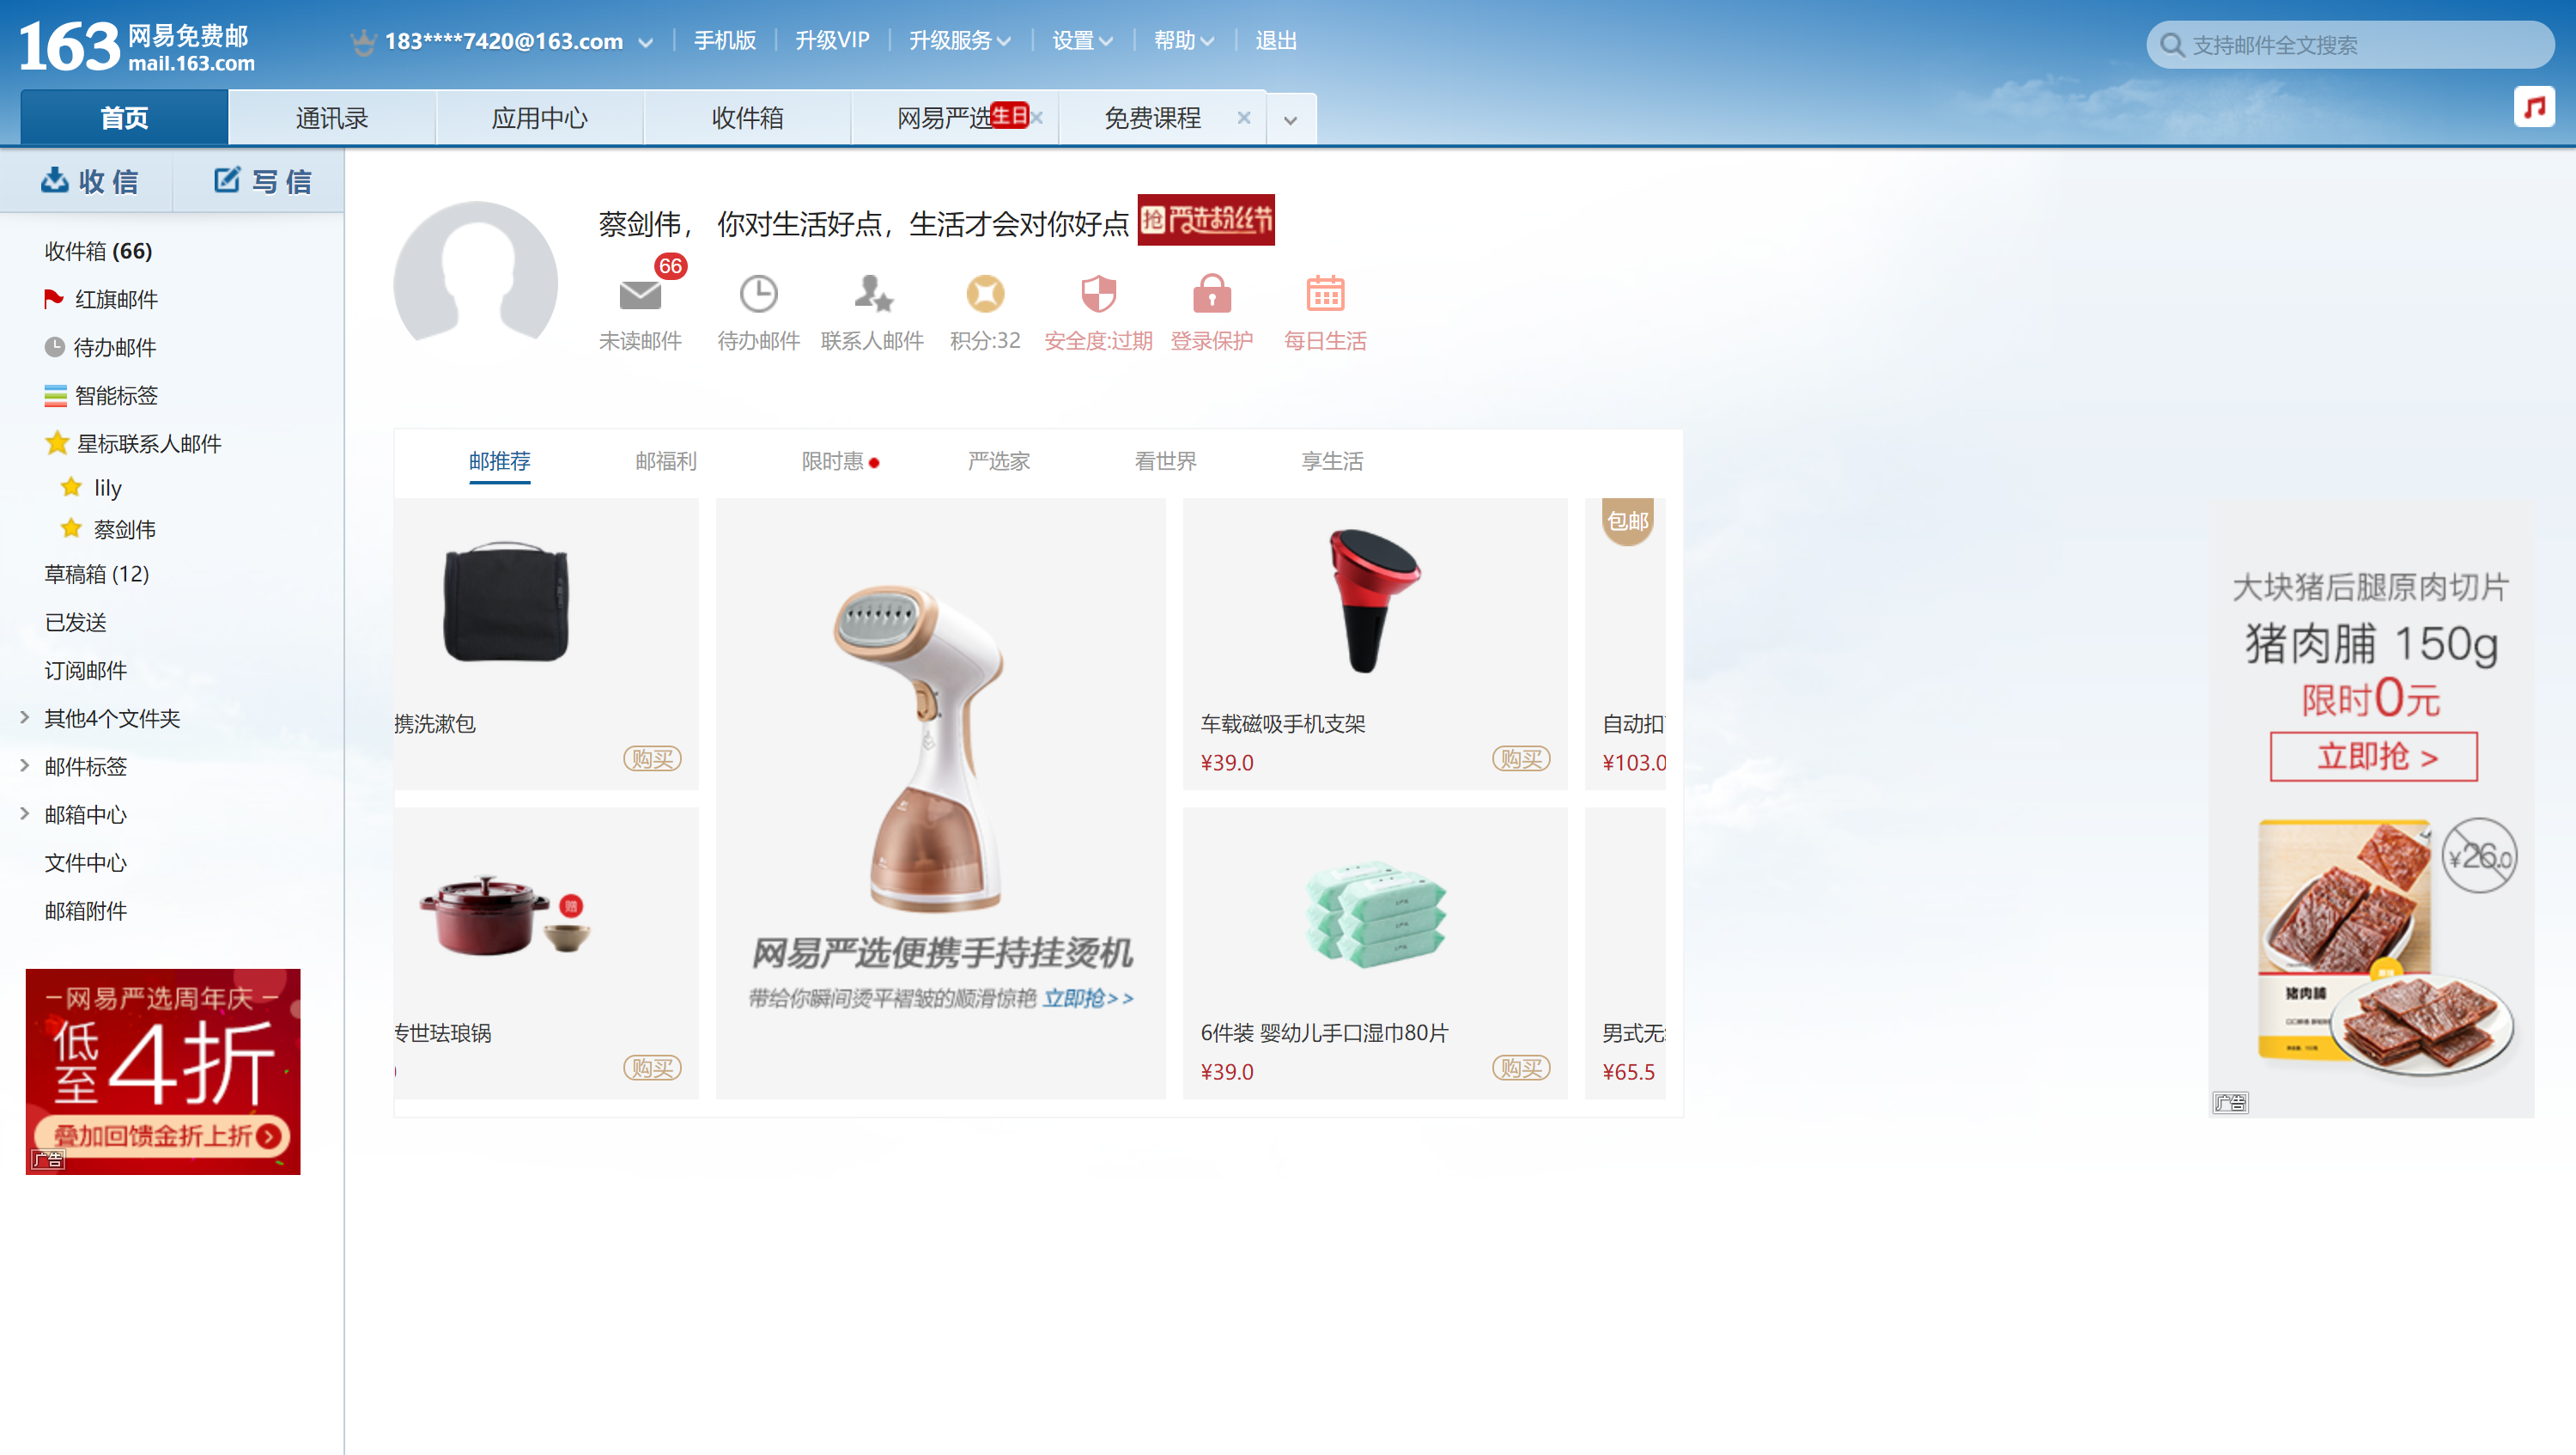 163 网易免费邮
mail.163.com
183****7420@163.com
手机版
升级VIP
升级服务
设置
帮助
退出
支持邮件全文搜索
首页
通讯录
应用中心
收件箱
网易严选
生日
免费课程
收信
写信
收件箱 (66)
红旗邮件
待办邮件
智能标签
星标联系人邮件
lily
蔡剑伟
草稿箱 (12)
已发送
订阅邮件
其他4个文件夹
邮件标签
邮箱中心
文件中心
邮箱附件
网易严选周年庆
低至4折
叠加回馈金折上折
广告
蔡剑伟， 你对生活好点，生活才会对你好点
抢 严选粉丝节
66
未读邮件
待办邮件
联系人邮件
积分:32
安全度:过期
登录保护
每日生活
邮推荐
邮福利
限时惠
严选家
看世界
享生活
携洗漱包
购买
赠
传世珐琅锅
购买
网易严选便携手持挂烫机
带给你瞬间烫平褶皱的顺滑惊艳 立即抢>>
车载磁吸手机支架
¥39.0
购买
6件装 婴幼儿手口湿巾80片
¥39.0
购买
包邮
自动扣
¥103.0
男式无
¥65.5
大块猪后腿原肉切片
猪肉脯 150g
限时0元
立即抢 >
¥26.0
猪肉脯
广告